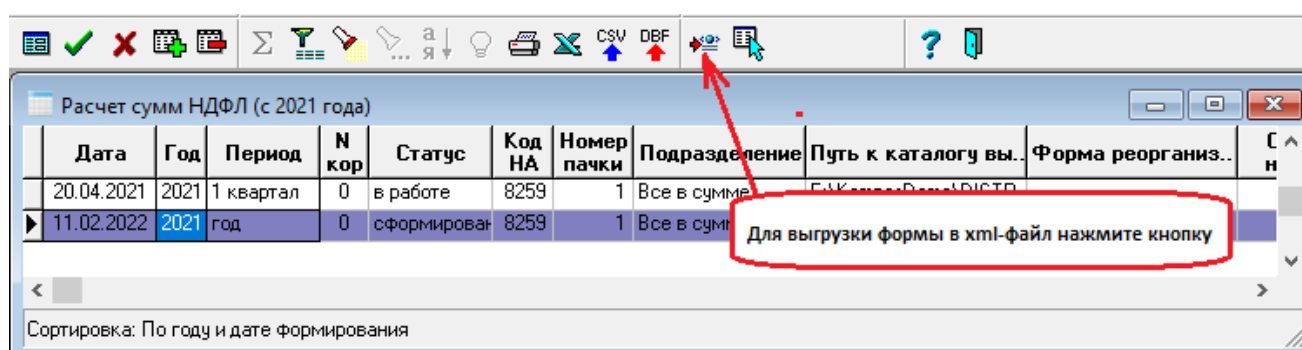 Σ а я CSV DBF ?
Расчет сумм НДФЛ (с 2021 года)
Дата Год Период N кор Статус Код НА Номер пачки Подразделение Путь к каталогу вы.. Форма реорганиз..
20.04.2021 2021 1 квартал 0 в работе 8259 1 Все в сумме
11.02.2022 2021 год 0 сформирован 8259 1 Все в сумм
Для выгрузки формы в xml-файл нажмите кнопку
Сортировка: По году и дате формирования